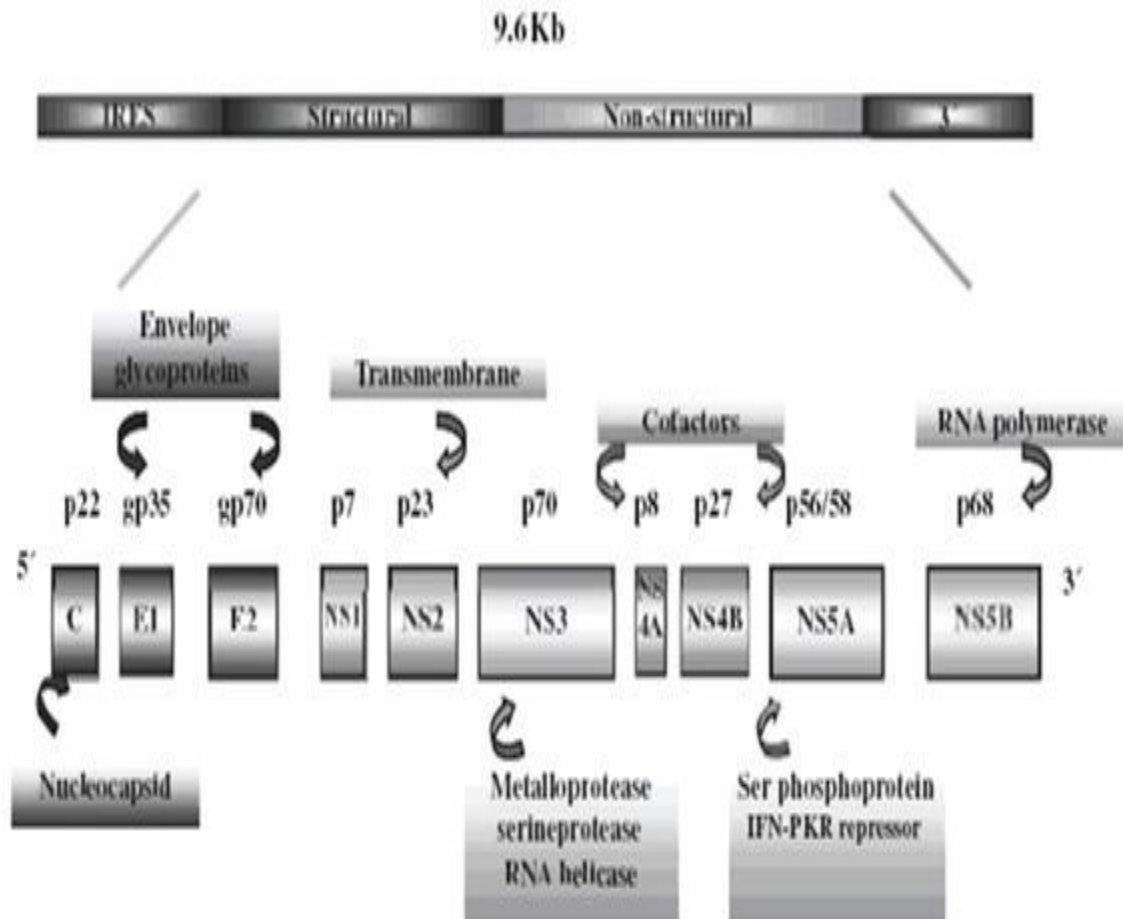 9.6Kb
IRES Structural Non-structural 3´
Envelope
glycoproteins
Transmembrane
Cofactors
RNA polymerase
p22 gp35 gp70 p7 p23 p70 p8 p27 p56/58 p68
5´
3´
C E1 E2 NS1 NS2 NS3 NS
4A NS4B NS5A NS5B
Nucleocapsid
Metalloprotease
serineprotease
RNA helicase
Ser phosphoprotein
IFN-PKR repressor